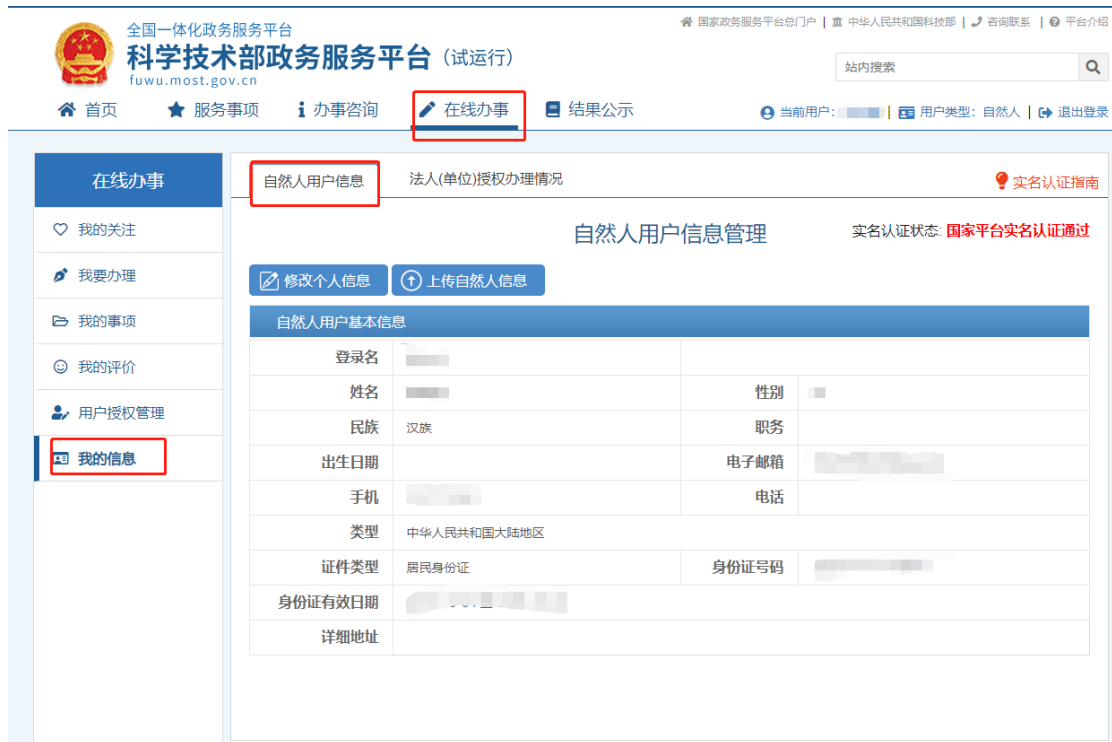 国家政务服务平台总门户 | 中华人民共和国科技部 | 咨询联系 | 平台介绍
全国一体化政务服务平台
科学技术部政务服务平台（试运行）
fuwu.most.gov.cn
站内搜索
首页 服务事项 办事咨询 在线办事 结果公示
当前用户: | 用户类型: 自然人 | 退出登录
在线办事
我的关注
我要办理
我的事项
我的评价
用户授权管理
我的信息
自然人用户信息 法人(单位)授权办理情况 实名认证指南
自然人用户信息管理 实名认证状态: 国家平台实名认证通过
修改个人信息 上传自然人信息
自然人用户基本信息
登录名
姓名 性别
民族 汉族 职务
出生日期 电子邮箱
手机 电话
类型 中华人民共和国大陆地区
证件类型 居民身份证 身份证号码
身份证有效日期
详细地址